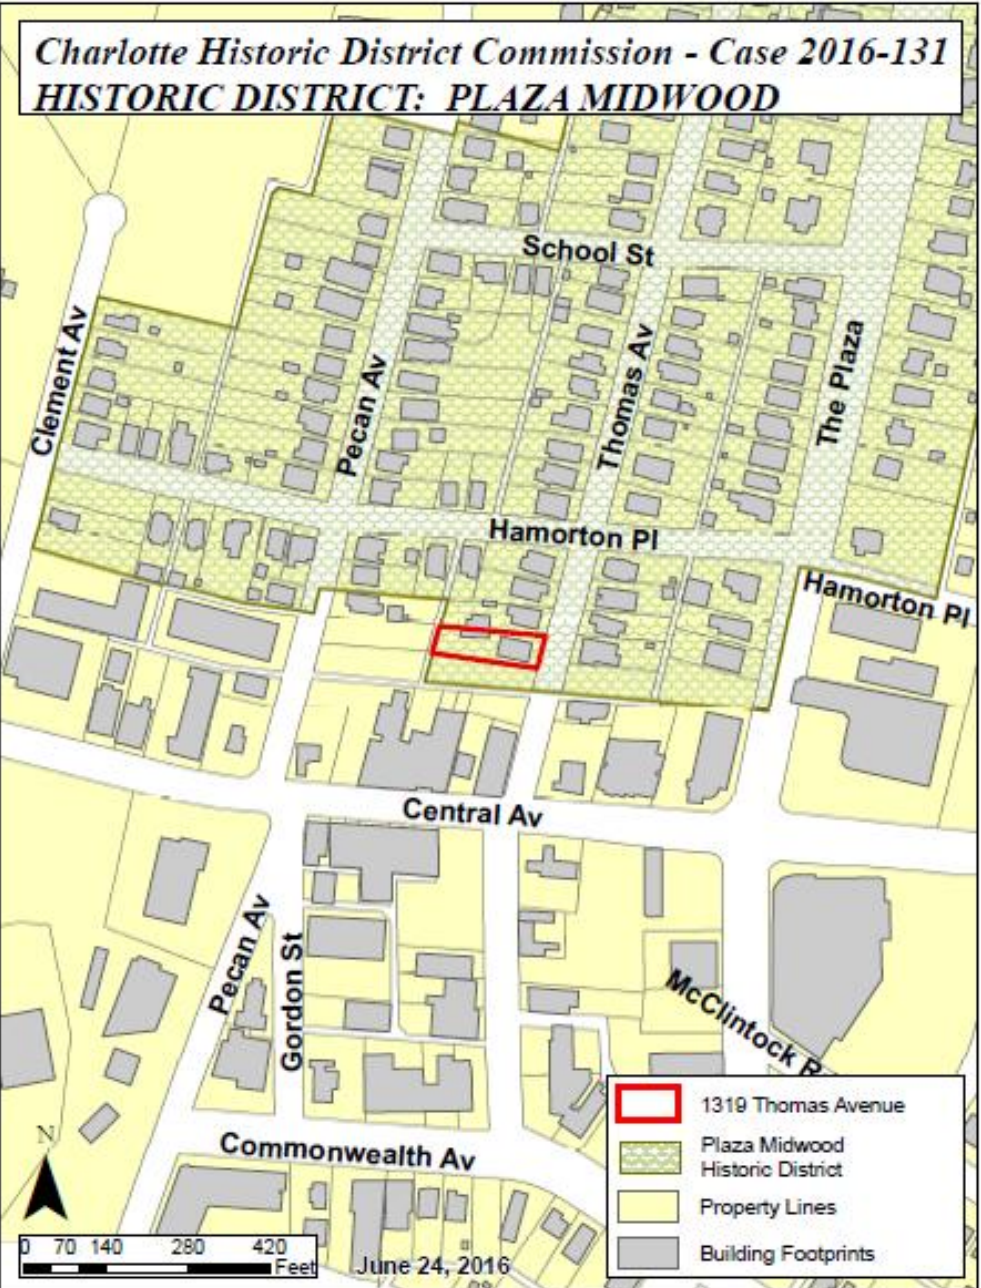 Charlotte Historic District Commission - Case 2016-131
HISTORIC DISTRICT: PLAZA MIDWOOD
School St
Clement Av
Pecan Av
Thomas Av
The Plaza
Hamorton Pl
Hamorton Pl
Central Av
Pecan Av
Gordon St
McClintock R
Commonwealth Av
1319 Thomas Avenue
Plaza Midwood
Historic District
Property Lines
Building Footprints
N
0 70 140 280 420
Feet
June 24, 2016